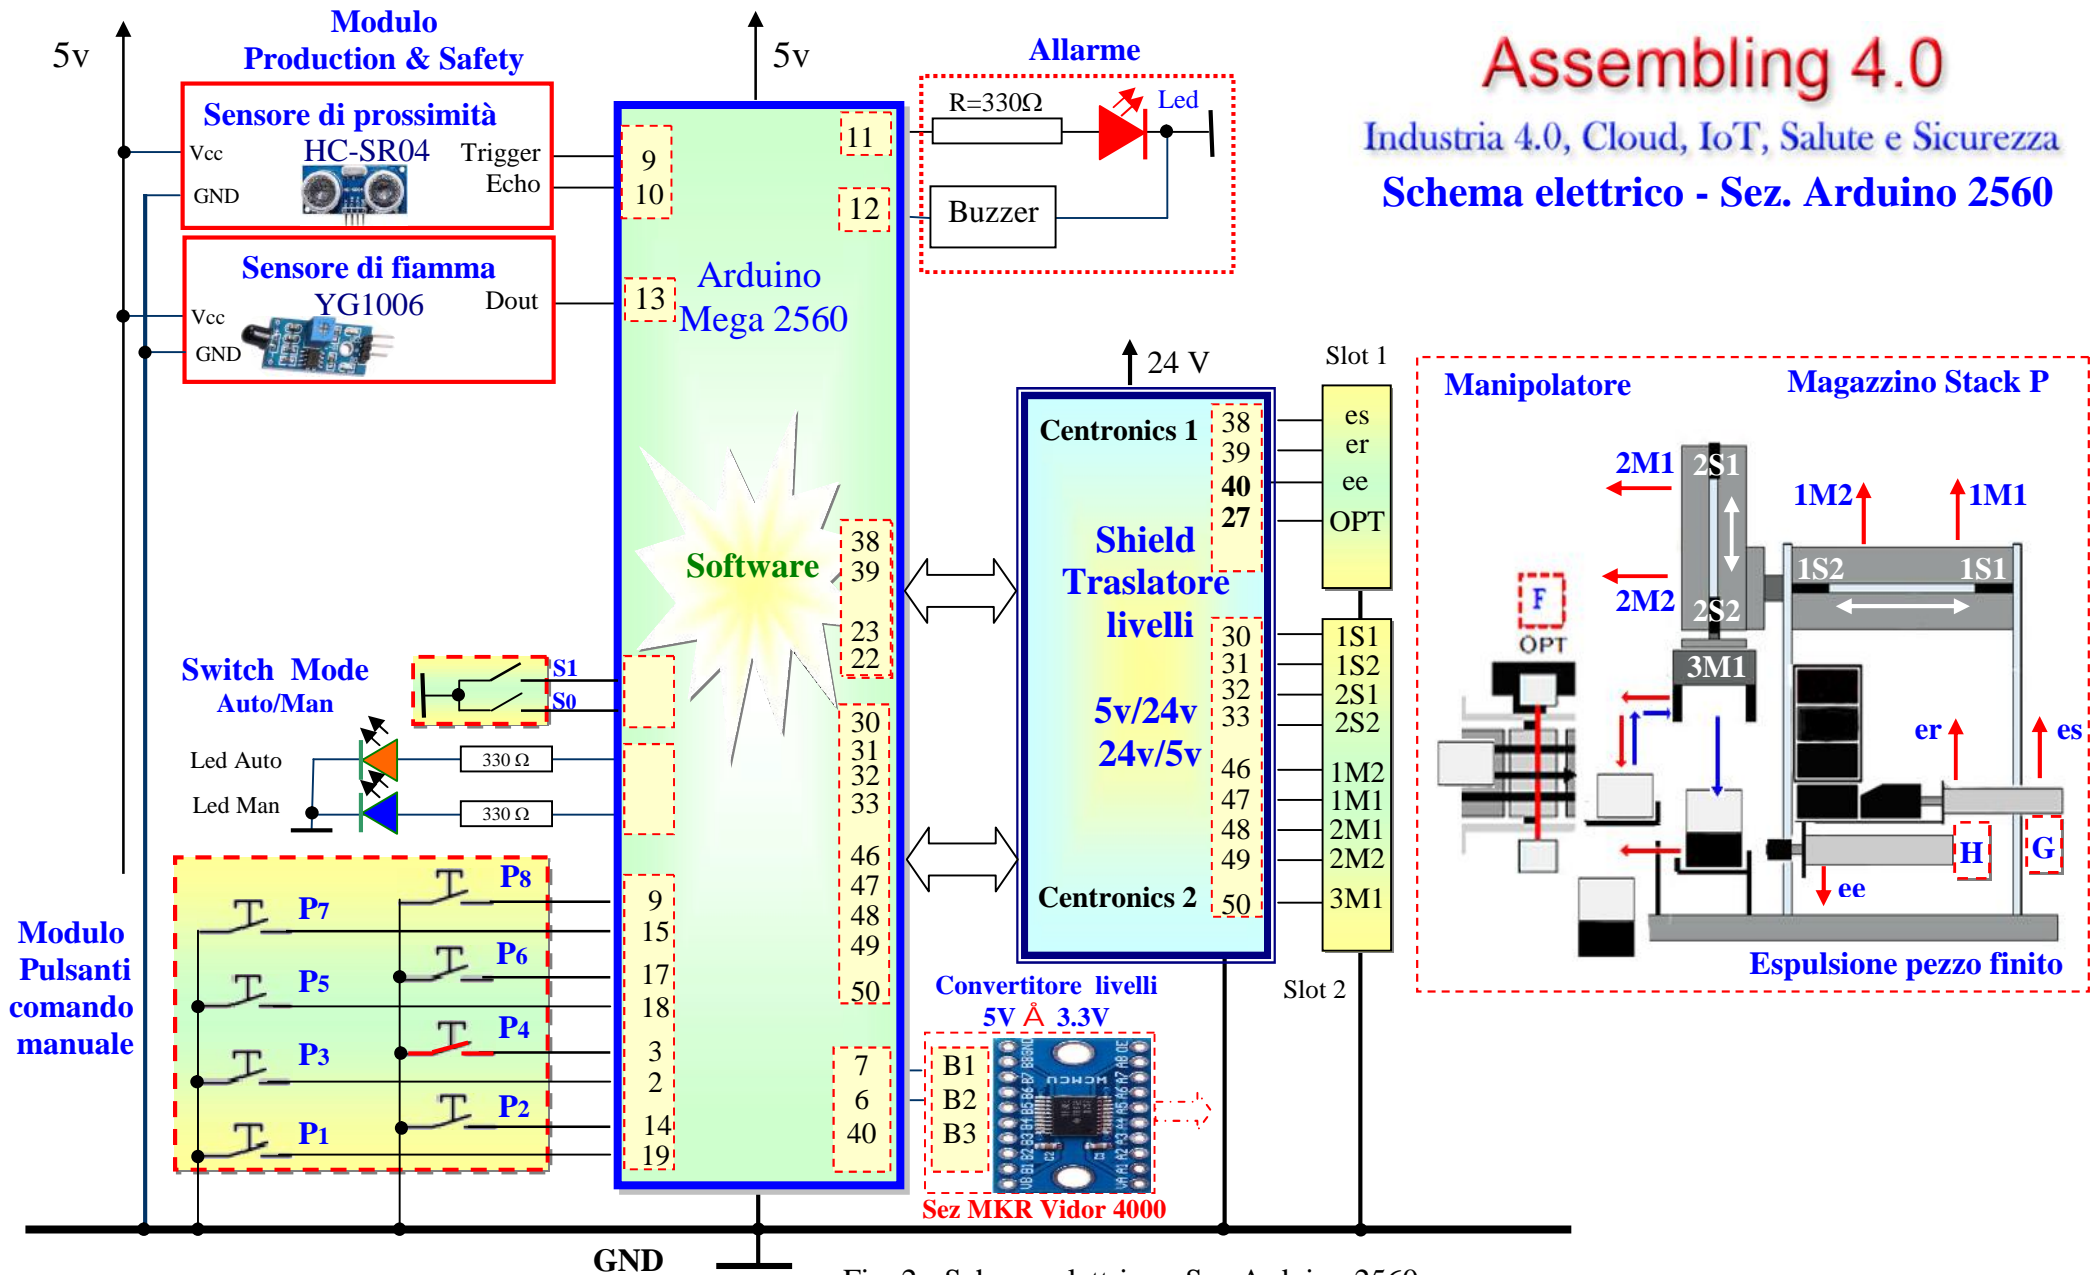 Assembling 4.0
Industria 4.0, Cloud, IoT, Salute e Sicurezza
Schema elettrico - Sez. Arduino 2560
5v
Modulo
Production & Safety
Sensore di prossimità
HC-SR04
Vcc
GND
Trigger
Echo
Sensore di fiamma
YG1006
Vcc
GND
Dout
5v
9
10
13
Arduino
Mega 2560
Software
11
12
Allarme
R=330Ω
Led
Buzzer
38
39
23
22
30
31
32
33
46
47
48
49
50
7
6
40
Switch Mode
Auto/Man
S1
S0
Led Auto
330 Ω
Led Man
330 Ω
Modulo
Pulsanti
comando
manuale
P8
P7
P6
P5
P4
P3
P2
P1
9
15
17
18
3
2
14
19
24 V
Centronics 1
38
39
40
27
Shield
Traslatore
livelli
5v/24v
24v/5v
30
31
32
33
46
47
48
49
50
Centronics 2
Slot 1
es
er
ee
OPT
1S1
1S2
2S1
2S2
1M2
1M1
2M1
2M2
3M1
Slot 2
Convertitore livelli
5V Å 3.3V
B1
B2
B3
Sez MKR Vidor 4000
Manipolatore
Magazzino Stack P
2M1
2S1
1M2
1M1
2M2
2S2
1S2
1S1
F
OPT
3M1
er
es
H
G
ee
Espulsione pezzo finito
GND